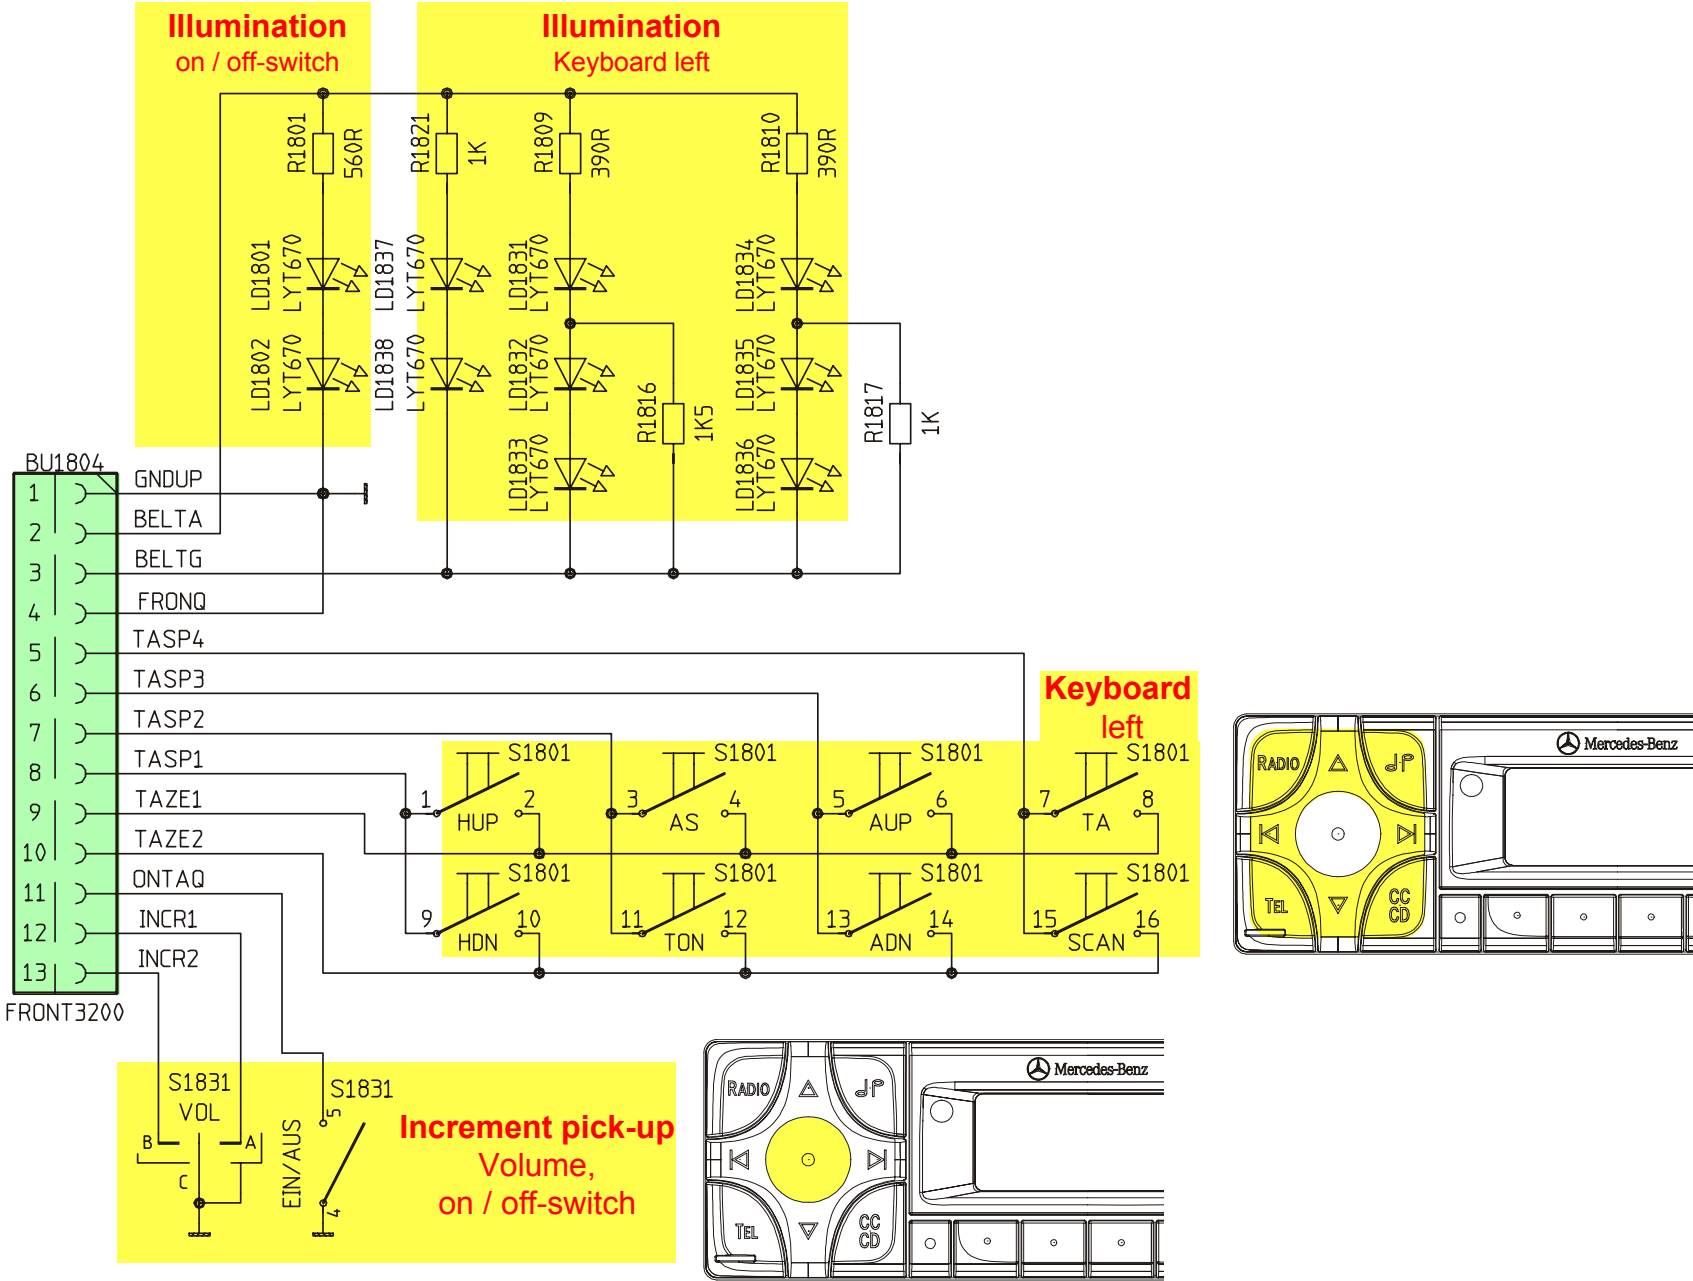 Illumination
on / off-switch
Illumination
Keyboard left
R1801
560R
R1821
1K
R1809
390R
R1810
390R
LD1801
LYT670
LD1837
LYT670
LD1831
LYT670
LD1834
LYT670
LD1802
LYT670
LD1838
LYT670
LD1832
LYT670
LD1835
LYT670
R1816
1K5
R1817
1K
LD1833
LYT670
LD1836
LYT670
BU1804
1 GNDUP
2 BELTA
3 BELTG
4 FRONQ
5 TASP4
6 TASP3
7 TASP2
8 TASP1
9 TAZE1
10 TAZE2
11 ONTAQ
12 INCR1
13 INCR2
FRONT3200
Keyboard
left
S1801 S1801 S1801 S1801
1 2 3 4 5 6 7 8
HUP AS AUP TA
S1801 S1801 S1801 S1801
9 10 11 12 13 14 15 16
HDN TON ADN SCAN
Mercedes-Benz
RADIO
TEL
CC
CD
S1831
VOL
B A
C
S1831
5
EIN/AUS
4
Increment pick-up
Volume,
on / off-switch
Mercedes-Benz
RADIO
TEL
CC
CD